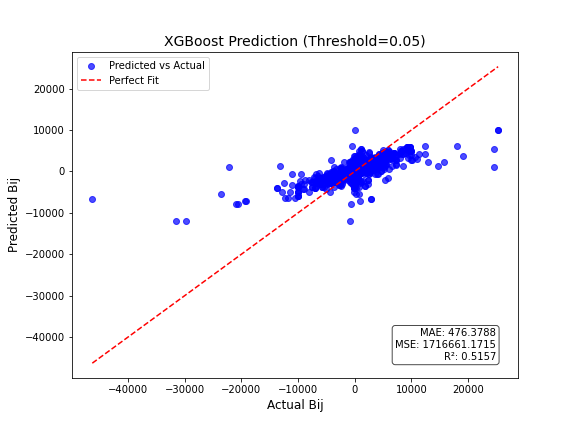 XGBoost Prediction (Threshold=0.05)
Predicted vs Actual
Perfect Fit
20000
10000
0
−10000
−20000
−30000
−40000
Predicted Bij
MAE: 476.3788
MSE: 1716661.1715
R²: 0.5157
−40000 −30000 −20000 −10000 0 10000 20000
Actual Bij